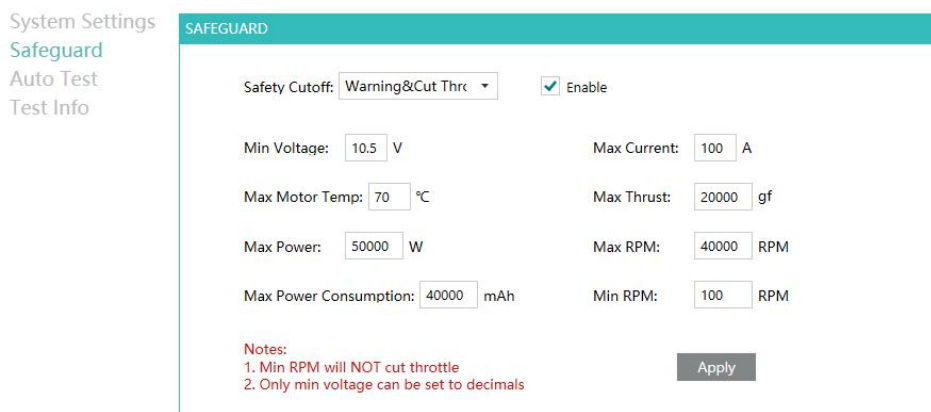 System Settings
Safeguard
Auto Test
Test Info
SAFEGUARD
Safety Cutoff: Warning&Cut Thrc Enable
Min Voltage: 10.5 V Max Current: 100 A
Max Motor Temp: 70 ℃ Max Thrust: 20000 gf
Max Power: 50000 W Max RPM: 40000 RPM
Max Power Consumption: 40000 mAh Min RPM: 100 RPM
Notes:
1. Min RPM will NOT cut throttle
2. Only min voltage can be set to decimals
Apply